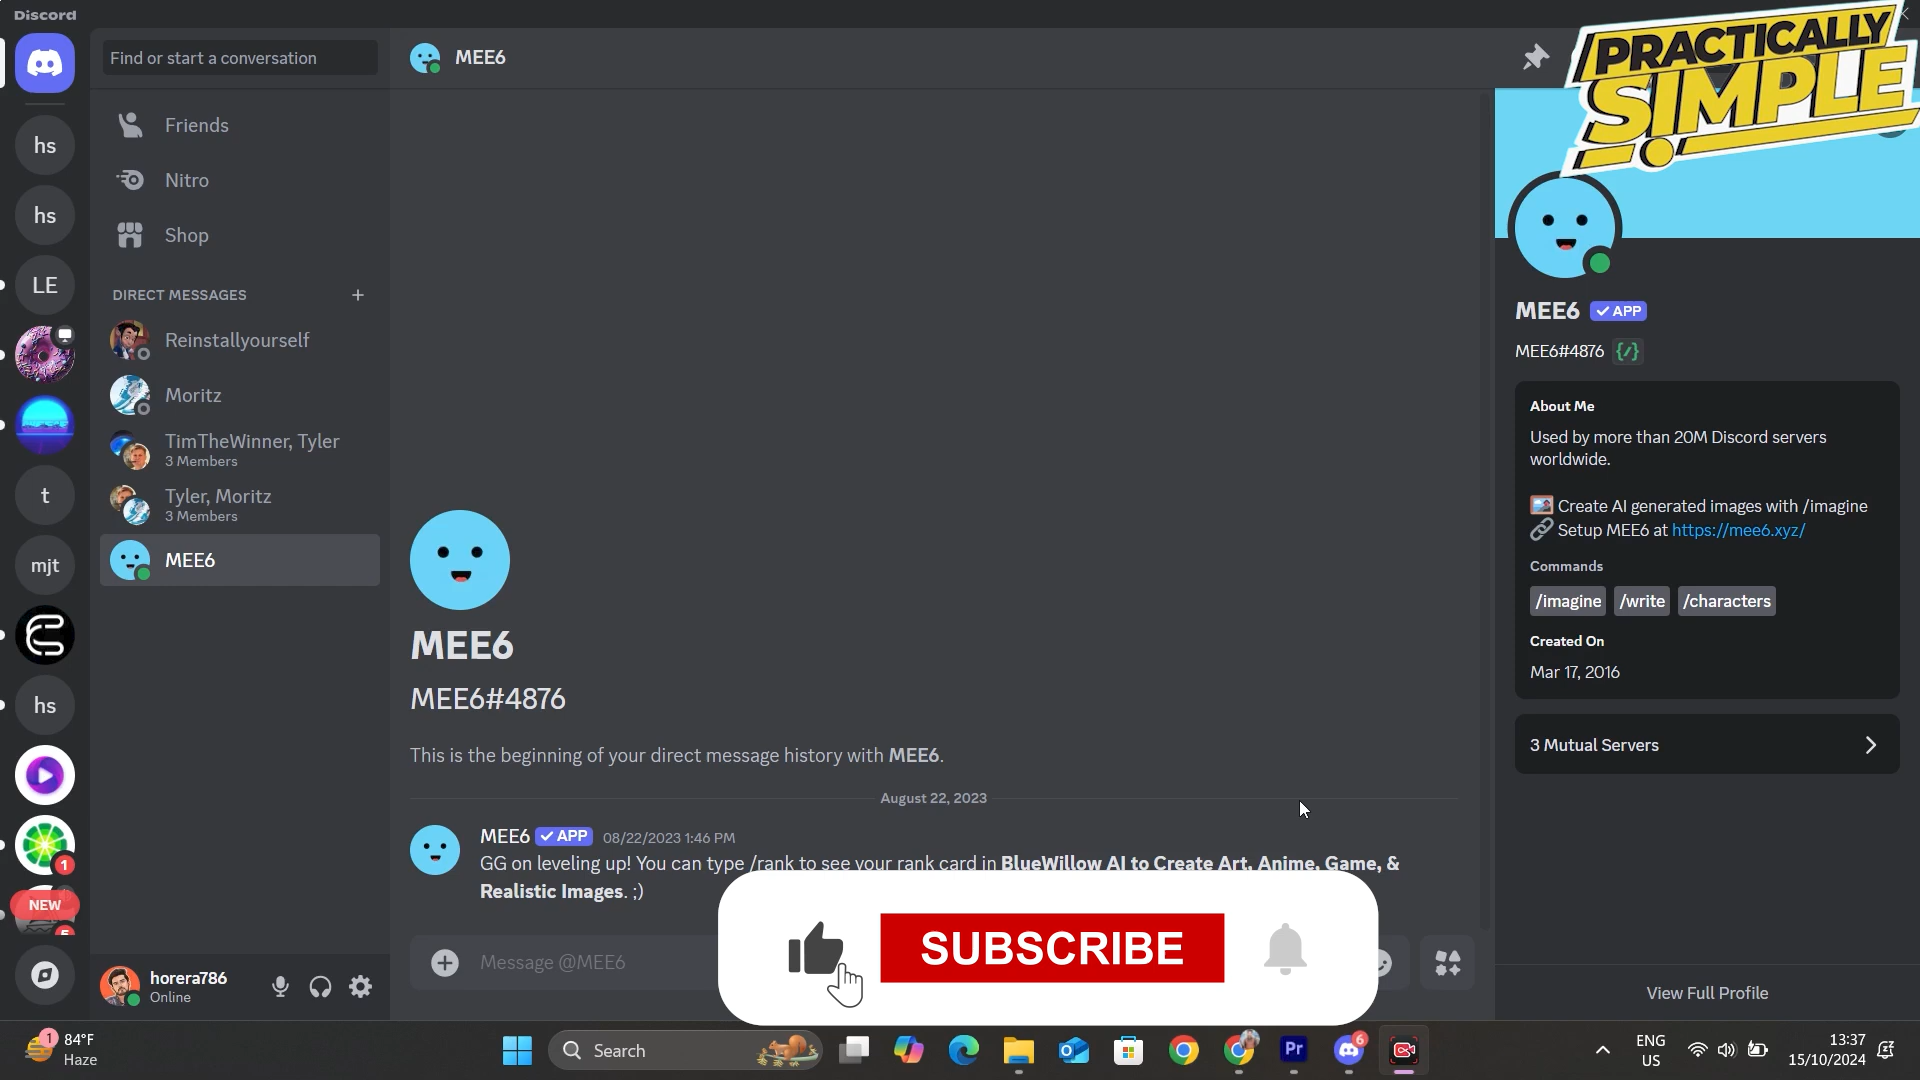 Discord
Find or start a conversation
MEE6
PRACTICALLY
SIMPLE
hs
hs
LE
t
mjt
hs
1
NEW
Friends
Nitro
Shop
DIRECT MESSAGES
Reinstallyourself
Moritz
TimTheWinner, Tyler
3 Members
Tyler, Moritz
3 Members
MEE6
horera786
Online
MEE6
MEE6#4876
This is the beginning of your direct message history with MEE6.
August 22, 2023
MEE6 APP 08/22/2023 1:46 PM
GG on leveling up! You can type /rank to see your rank card in BlueWillow AI to Create Art, Anime, Game, &
Realistic Images. ;)
Message @MEE6
SUBSCRIBE
MEE6 APP
MEE6#4876 {/}
About Me
Used by more than 20M Discord servers
worldwide.
Create AI generated images with /imagine
Setup MEE6 at https://mee6.xyz/
Commands
/imagine /write /characters
Created On
Mar 17, 2016
3 Mutual Servers
View Full Profile
1
84°F
Haze
Search
Pr
6
ENG
US
13:37
15/10/2024